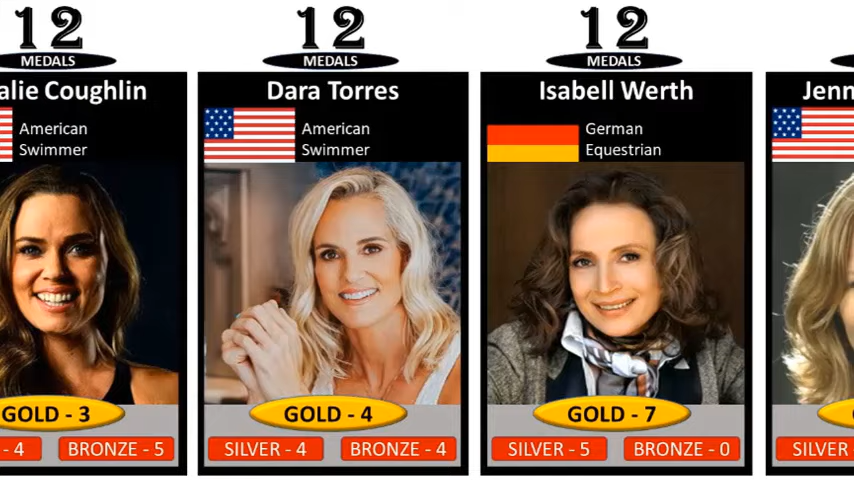 12
MEDALS
alie Coughlin
American
Swimmer
GOLD - 3
- 4
BRONZE - 5
12
MEDALS
Dara Torres
American
Swimmer
GOLD - 4
SILVER - 4
BRONZE - 4
12
MEDALS
Isabell Werth
German
Equestrian
GOLD - 7
SILVER - 5
BRONZE - 0
Jenn
SILVER